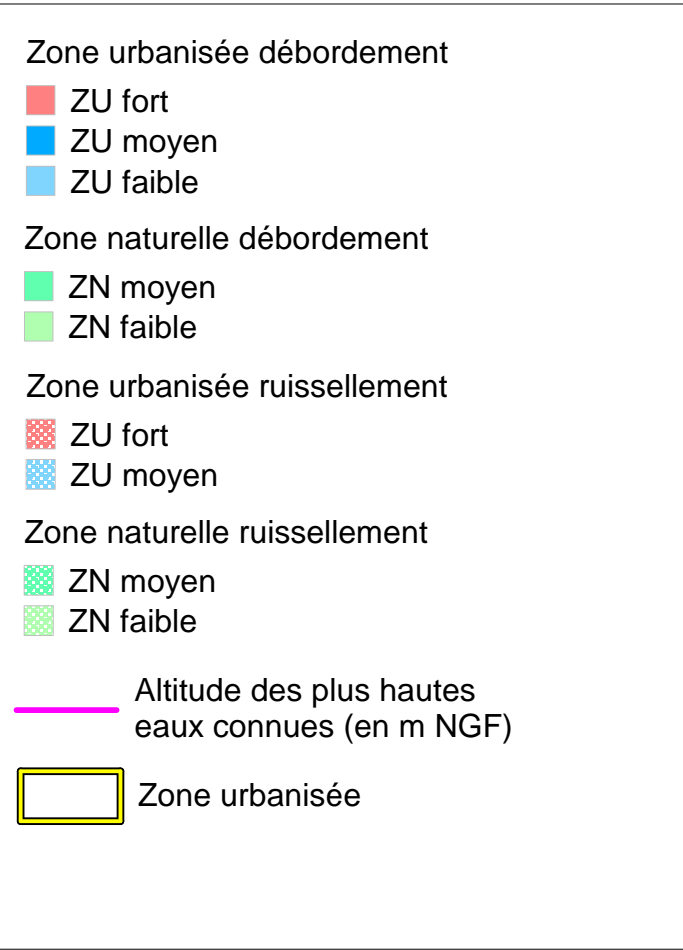 Zone urbanisée débordement
ZU fort
ZU moyen
ZU faible
Zone naturelle débordement
ZN moyen
ZN faible
Zone urbanisée ruissellement
ZU fort
ZU moyen
Zone naturelle ruissellement
ZN moyen
ZN faible
Altitude des plus hautes
eaux connues (en m NGF)
Zone urbanisée